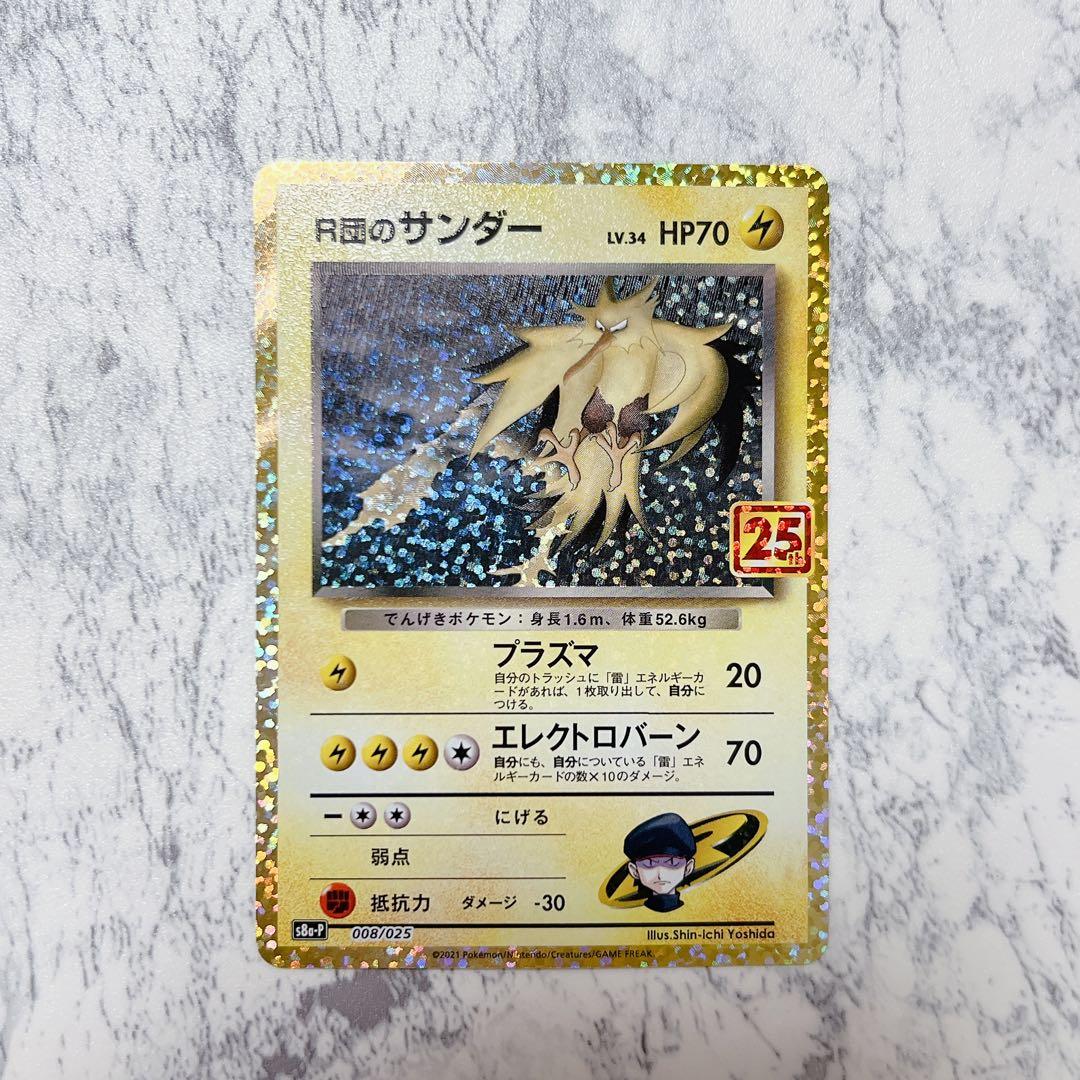 R団のサンダー LV.34 HP70
25th
でんげきポケモン：身長1.6m、体重52.6kg
プラズマ 20
自分のトラッシュに「雷」エネルギーカ
ードがあれば、1枚取り出して、自分に
つける。
エレクトロバーン 70
自分にも、自分についている「雷」エネ
ルギーカードの数×10のダメージ。
にげる
弱点
抵抗力 ダメージ -30
s8a-P 008/025 Illus.Shin-ichi Yoshida
©2021 Pokémon/Nintendo/Creatures/GAME FREAK.